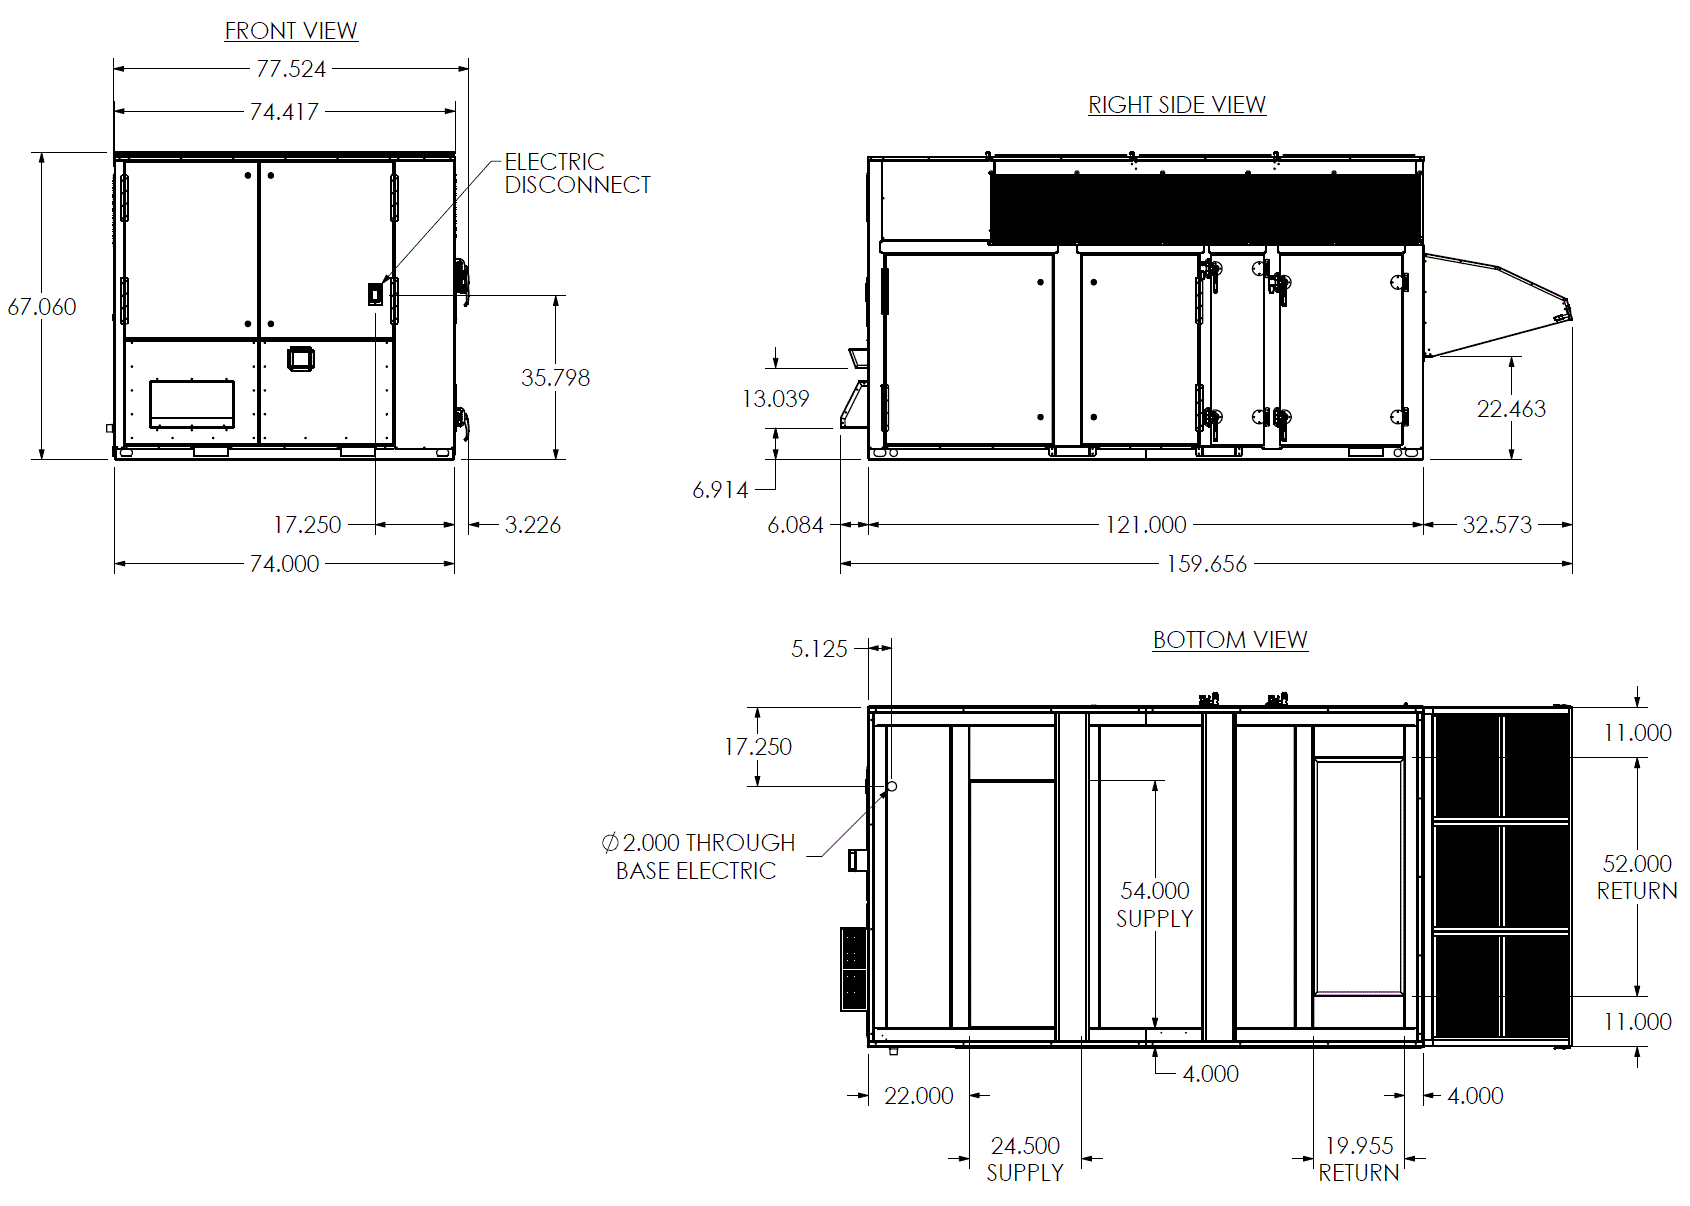 FRONT VIEW
77.524
74.417
ELECTRIC
DISCONNECT
67.060
35.798
17.250
3.226
74.000
RIGHT SIDE VIEW
13.039
22.463
6.914
6.084
121.000
32.573
159.656
BOTTOM VIEW
5.125
17.250
11.000
Ø2.000 THROUGH
BASE ELECTRIC
54.000
SUPPLY
52.000
RETURN
11.000
4.000
22.000
4.000
24.500
SUPPLY
19.955
RETURN